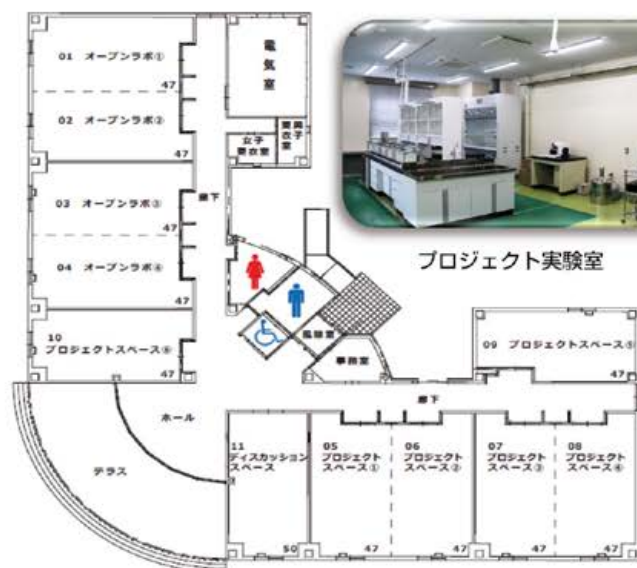 01 オープンラボ①
47
02 オープンラボ②
47
03 オープンラボ③
47
04 オープンラボ④
47
10
プロジェクトスペース⑥
47
電
気
室
女子
更衣室
男子
更衣室
廊下
風除室
事務室
プロジェクト実験室
09 プロジェクトスペース⑤
47
廊下
ホール
テラス
11
ディスカッション
スペース
50
05
プロジェクト
スペース①
47
06
プロジェクト
スペース②
47
07
プロジェクト
スペース③
47
08
プロジェクト
スペース④
47